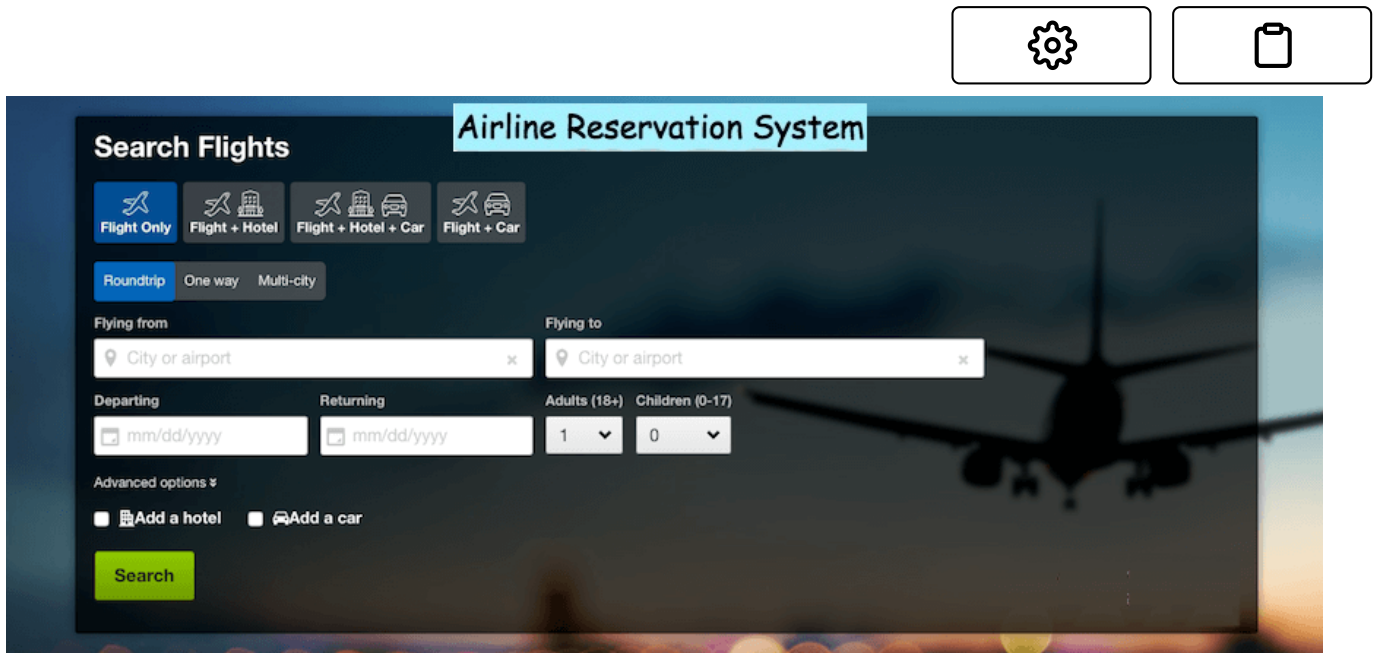 Airline Reservation System
Search Flights
Flight Only Flight + Hotel Flight + Hotel + Car Flight + Car
Roundtrip One way Multi-city
Flying from Flying to
City or airport × City or airport ×
Departing Returning Adults (18+) Children (0-17)
mm/dd/yyyy mm/dd/yyyy 1 0
Advanced options
Add a hotel Add a car
Search